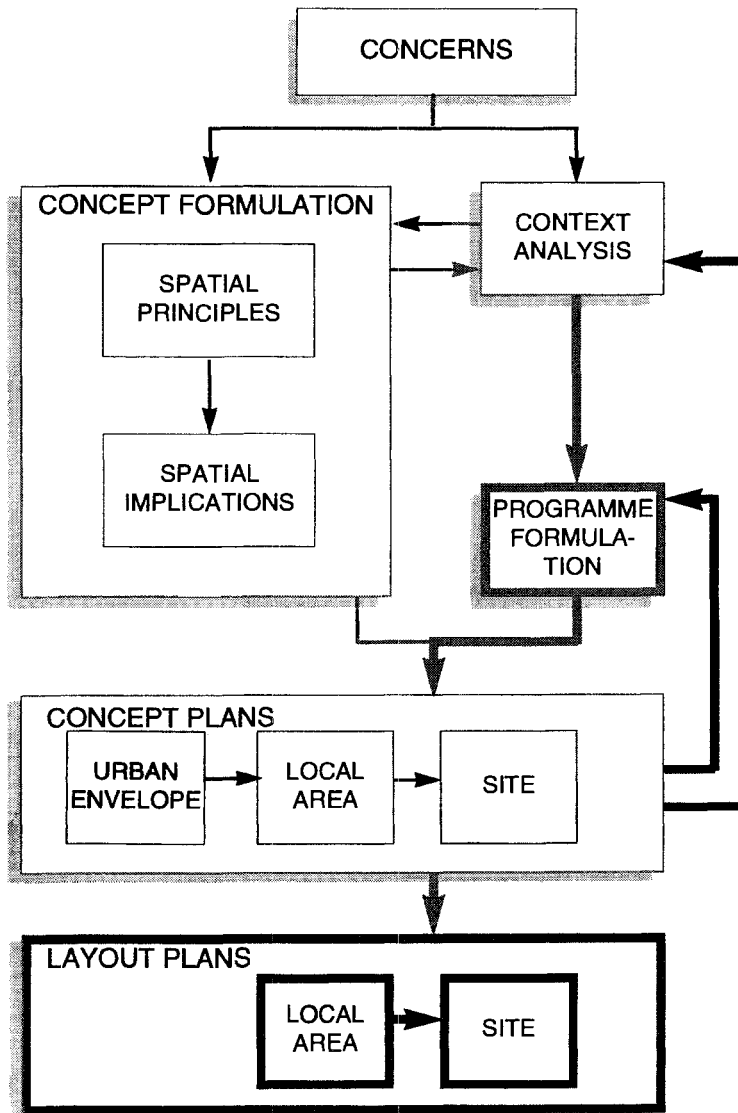 CONCERNS
CONCEPT FORMULATION
SPATIAL
PRINCIPLES
SPATIAL
IMPLICATIONS
CONTEXT
ANALYSIS
PROGRAMME
FORMULA-
TION
CONCEPT PLANS
URBAN
ENVELOPE
LOCAL
AREA
SITE
LAYOUT PLANS
LOCAL
AREA
SITE